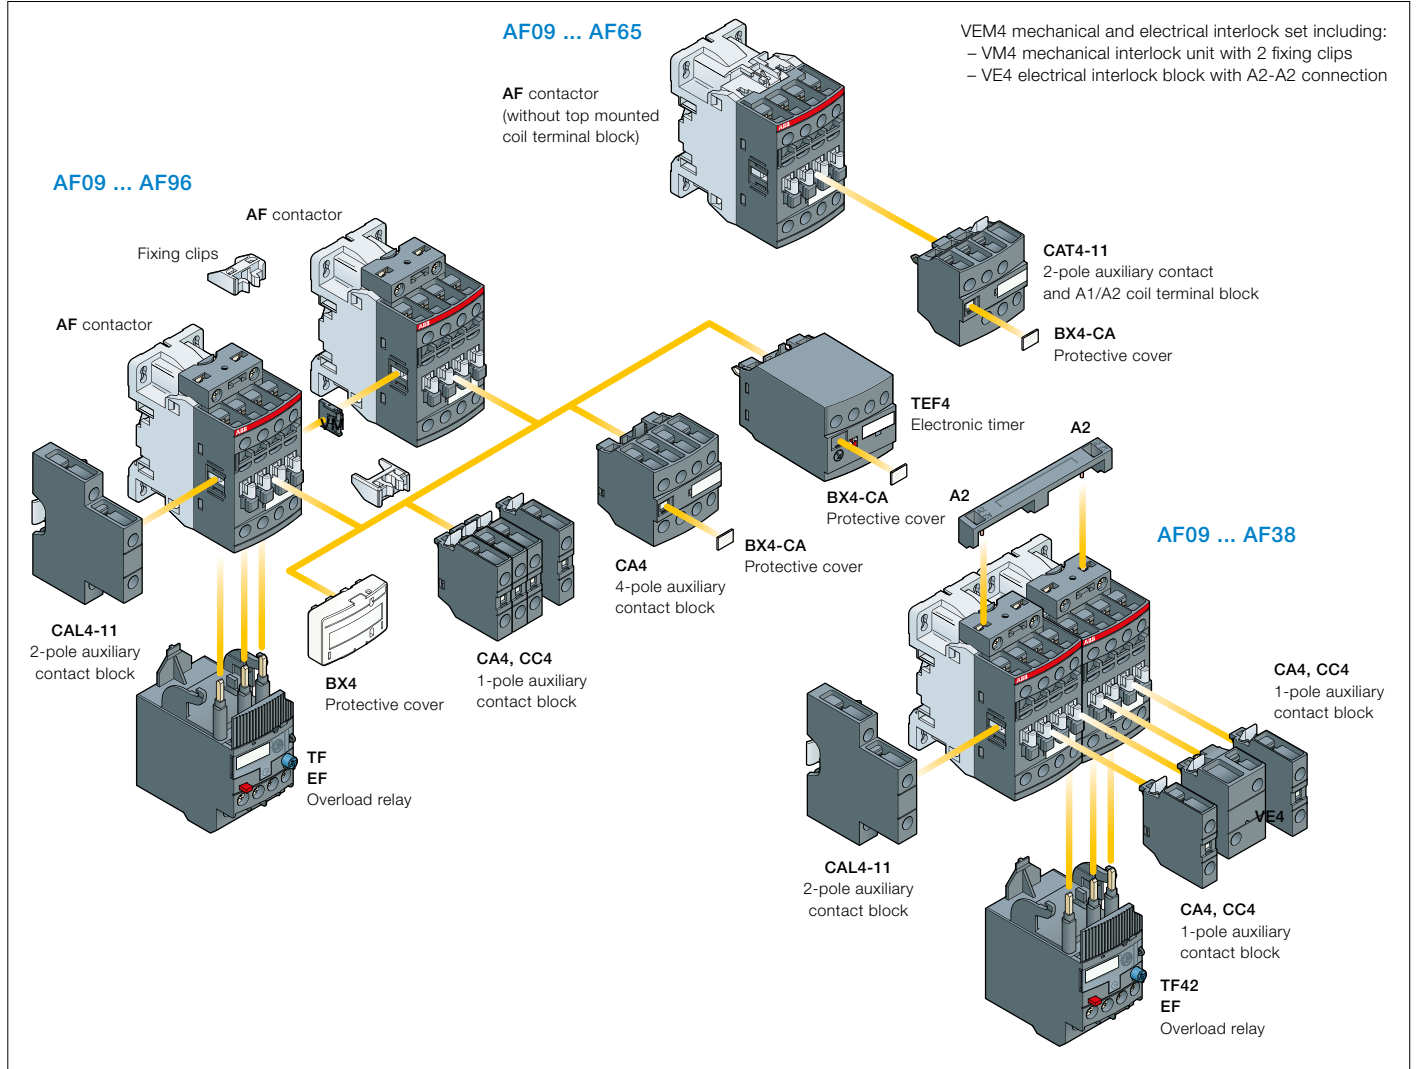 AF09 ... AF65
VEM4 mechanical and electrical interlock set including:
– VM4 mechanical interlock unit with 2 fixing clips
– VE4 electrical interlock block with A2-A2 connection
AF contactor
(without top mounted
coil terminal block)
ABB
AF09 ... AF96
AF contactor
Fixing clips
AF contactor
ABB
ABB
CAT4-11
2-pole auxiliary contact
and A1/A2 coil terminal block
BX4-CA
Protective cover
TEF4
Electronic timer
BX4-CA
Protective cover
A2
A2
AF09 ... AF38
BX4-CA
Protective cover
CA4
4-pole auxiliary
contact block
CAL4-11
2-pole auxiliary
contact block
BX4
Protective cover
CA4, CC4
1-pole auxiliary
contact block
TF
EF
Overload relay
ABB
ABB
CA4, CC4
1-pole auxiliary
contact block
VE4
CAL4-11
2-pole auxiliary
contact block
CA4, CC4
1-pole auxiliary
contact block
TF42
EF
Overload relay